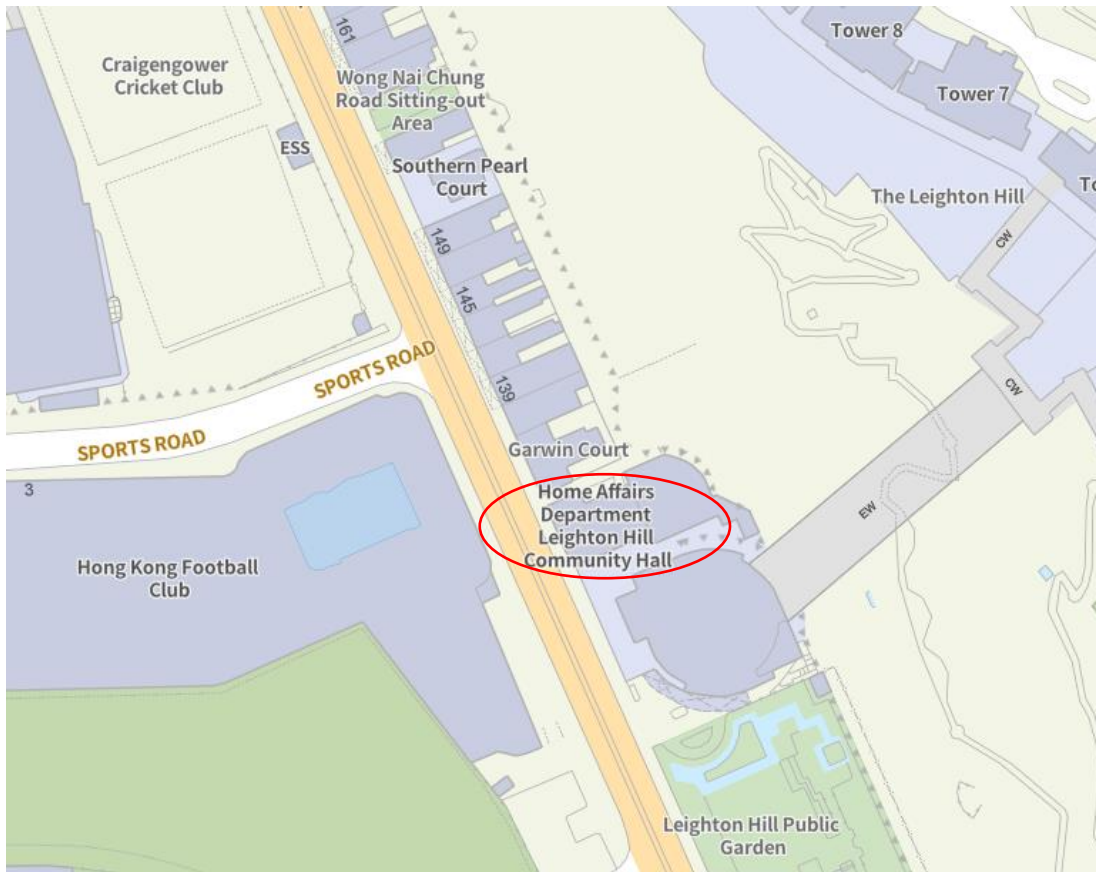 161
Craigengower
Cricket Club
Wong Nai Chung
Road Sitting-out
Area
Tower 8
Tower 7
ESS
Southern Pearl
Court
The Leighton Hill
CW
149
145
SPORTS ROAD
139
CW
SPORTS ROAD
Garwin Court
3
Home Affairs
Department
Leighton Hill
Community Hall
EW
Hong Kong Football
Club
Leighton Hill Public
Garden